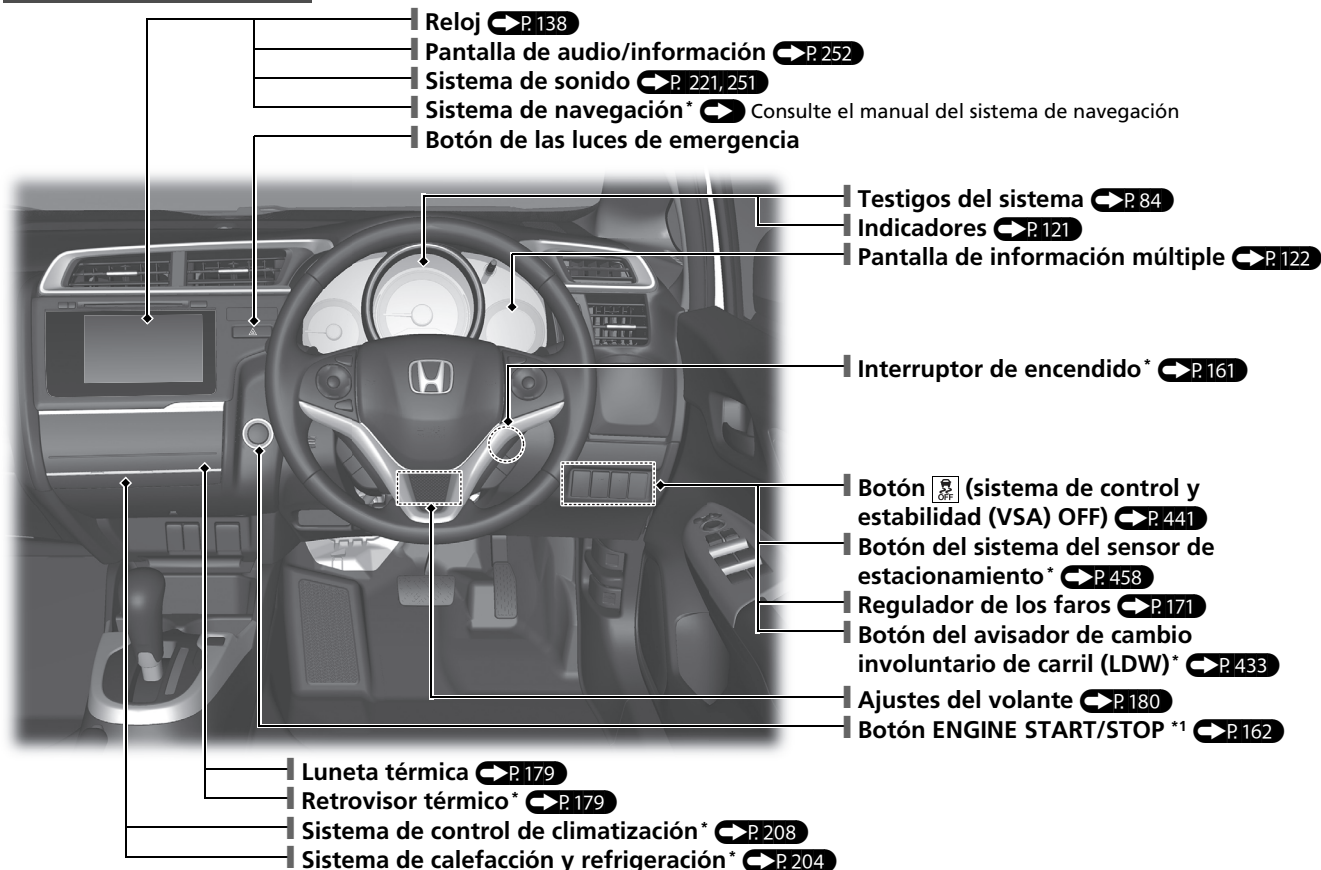 Reloj P. 138
Pantalla de audio/información P. 252
Sistema de sonido P. 221, 251
Sistema de navegación* Consulte el manual del sistema de navegación
Botón de las luces de emergencia
Testigos del sistema P. 84
Indicadores P. 121
Pantalla de información múltiple P. 122
Interruptor de encendido* P. 161
Botón OFF (sistema de control y
estabilidad (VSA) OFF) P. 441
Botón del sistema del sensor de
estacionamiento* P. 458
Regulador de los faros P. 171
Botón del avisador de cambio
involuntario de carril (LDW)* P. 433
Ajustes del volante P. 180
Botón ENGINE START/STOP *1 P. 162
Luneta térmica P. 179
Retrovisor térmico* P. 179
Sistema de control de climatización* P. 208
Sistema de calefacción y refrigeración* P. 204